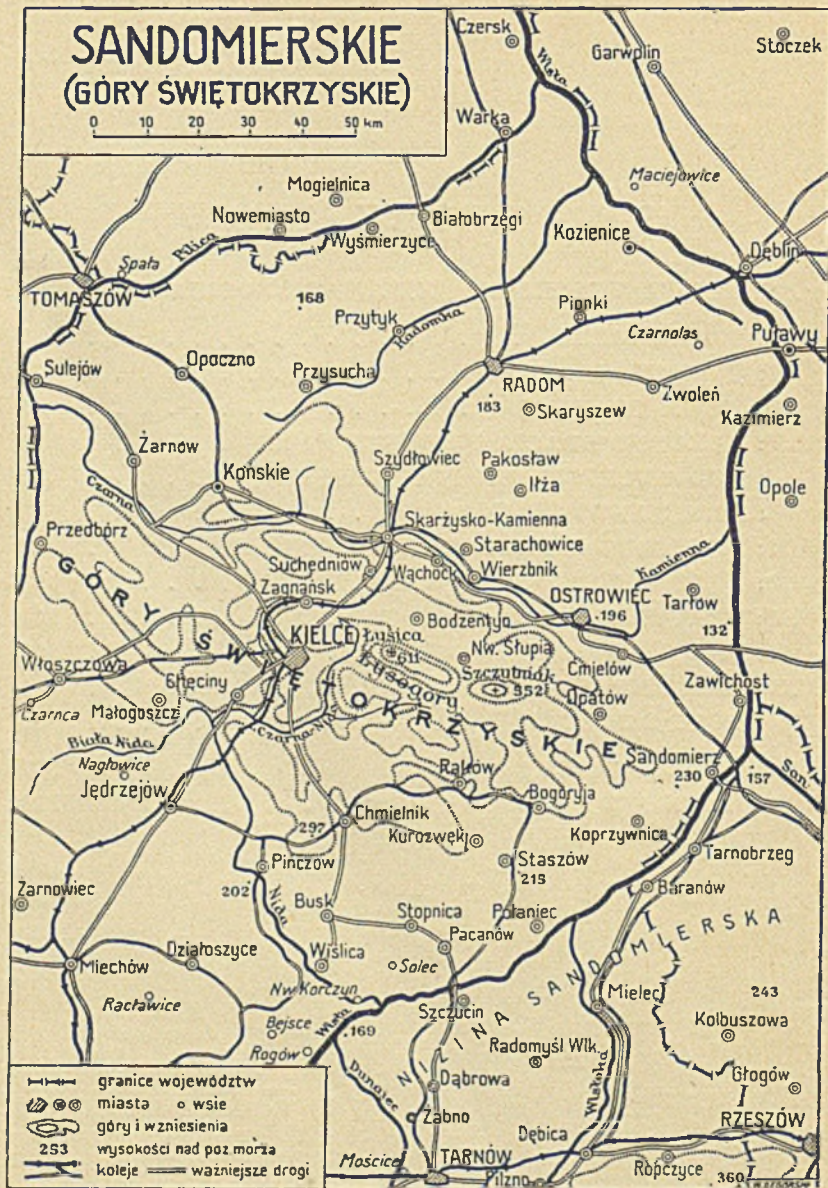 SANDOMIERSKIE
(GÓRY ŚWIĘTOKRZYSKIE)
0 10 20 30 40 50 km
Czersk
Wisła
Garwolin
Stoczek
Warka
Mogielnica
Maciejowice
Nowemiasto
Pilica
Wyśmierzyce
Białobrzegi
Kozienice
Dęblin
Spała
TOMASZÓW
168
Przytyk
Radomka
Pionki
Czarnolas
Puławy
Sulejów
Opoczno
Przysucha
RADOM
Zwoleń
183
Skaryszew
Kazimierz
Żarnów
Szydłowiec
Pakosław
Iłża
Opole
Końskie
Czarna
Skarżysko-Kamienna
Przedbórz
Starachowice
Suchedniów
Wąchock
Wierzbnik
Kamienna
Zagnańsk
OSTROWIEC
196
Tarłów
Bodzentyn
132
GÓRY ŚWIĘTOKRZYSKIE
KIELCE
Łysica
611
Nw. Słupia
Łysogóry
Szczytniak
552
Ćmielów
Włoszczowa
Chęciny
Opatów
Zawichost
Czarnca
Małogoszcz
Czarna Nida
Biała Nida
Nagłowice
Sandomierz
230
157
San
Jędrzejów
Raków
Bogoryja
Chmielnik
297
Kurozwęki
Koprzywnica
Pińczów
Staszów
Tarnobrzeg
215
202
Nida
Baranów
Żarnowiec
Busk
Stopnica
Połaniec
Pacanów
NIZINA SANDOMIERSKA
Działoszyce
Wiślica
Solec
Miechów
Racławice
Nw. Korczyn
Szczucin
Mielec
243
Bejsce
Wisła
169
Kolbuszowa
Rogów
Radomyśl Wlk.
Dunajec
Dąbrowa
Wisłoka
Głogów
Żabno
RZESZÓW
Dębica
Mościce
TARNÓW
Pilzno
Ropczyce
360
granice województw
miasta
wsie
góry i wzniesienia
253 wysokości nad poz morza
koleje
ważniejsze drogi